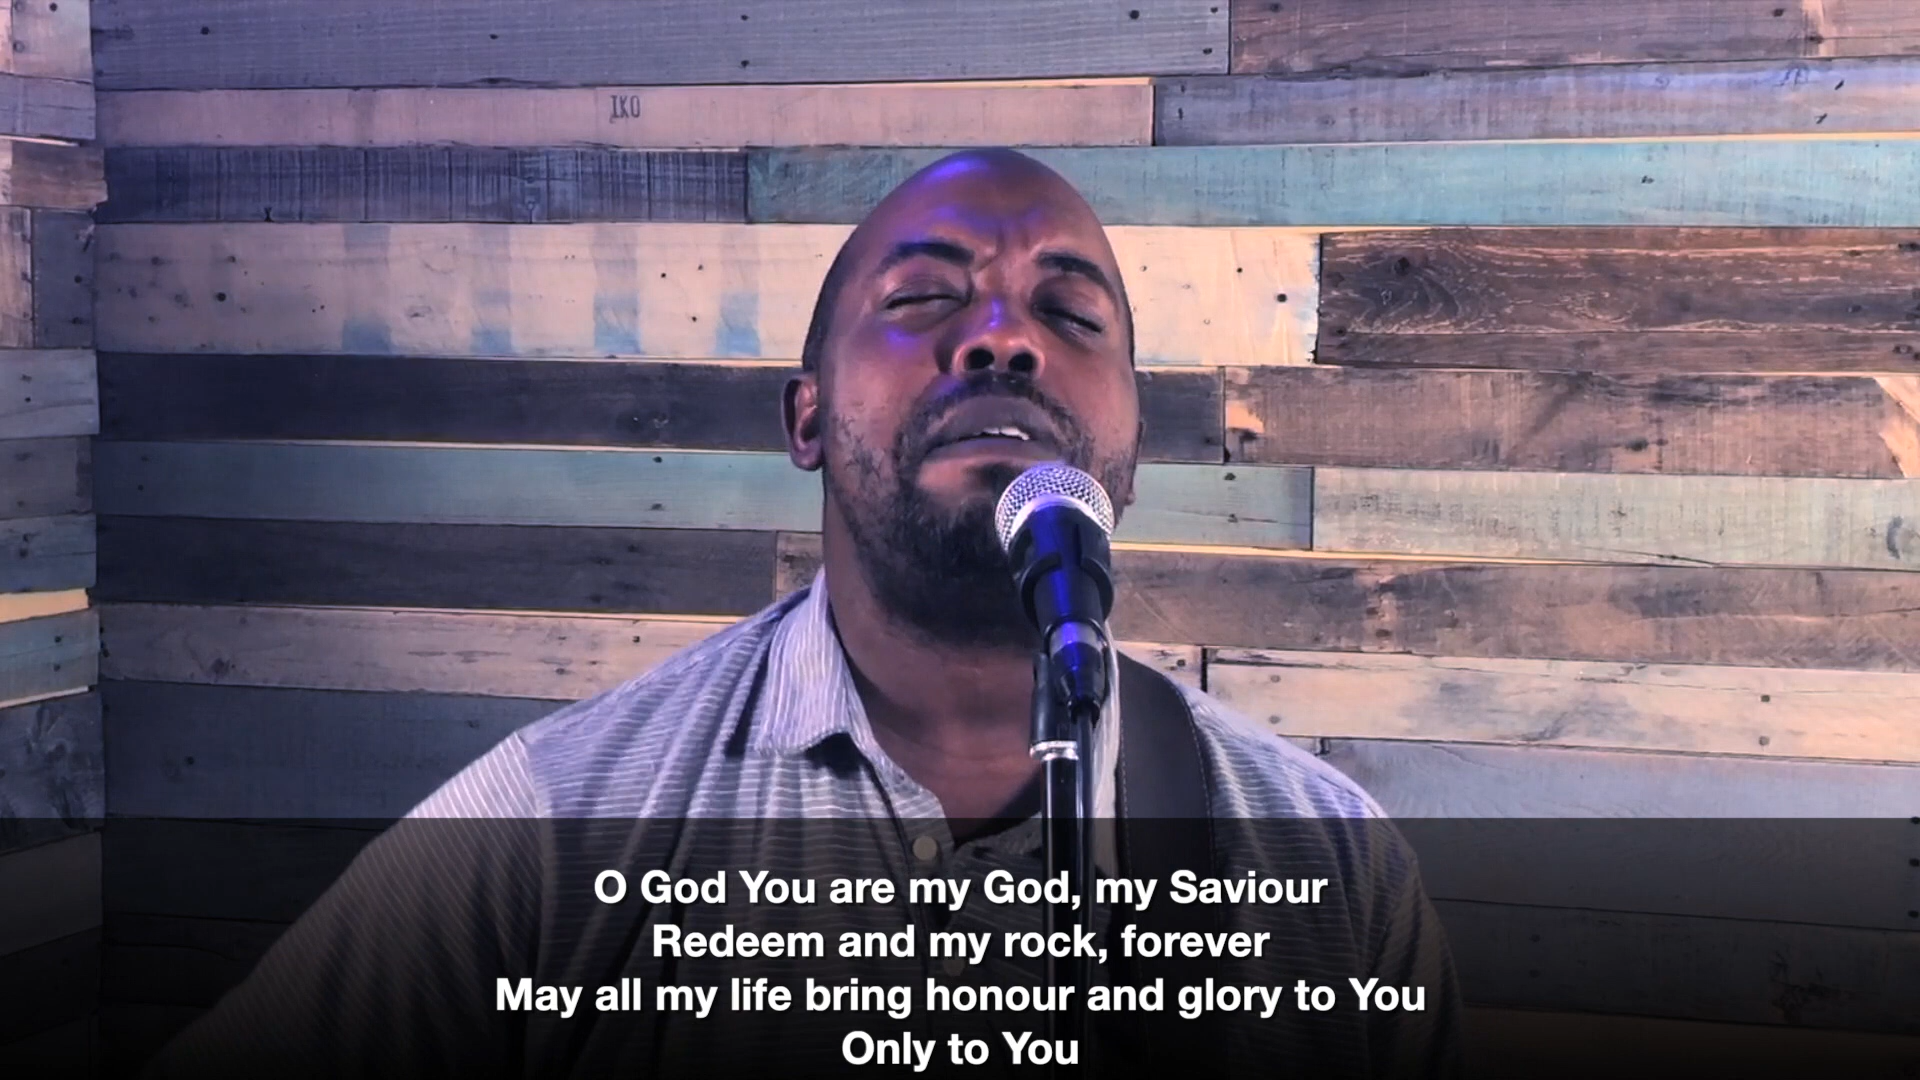 IKO
O God You are my God, my Saviour
Redeem and my rock, forever
May all my life bring honour and glory to You
Only to You